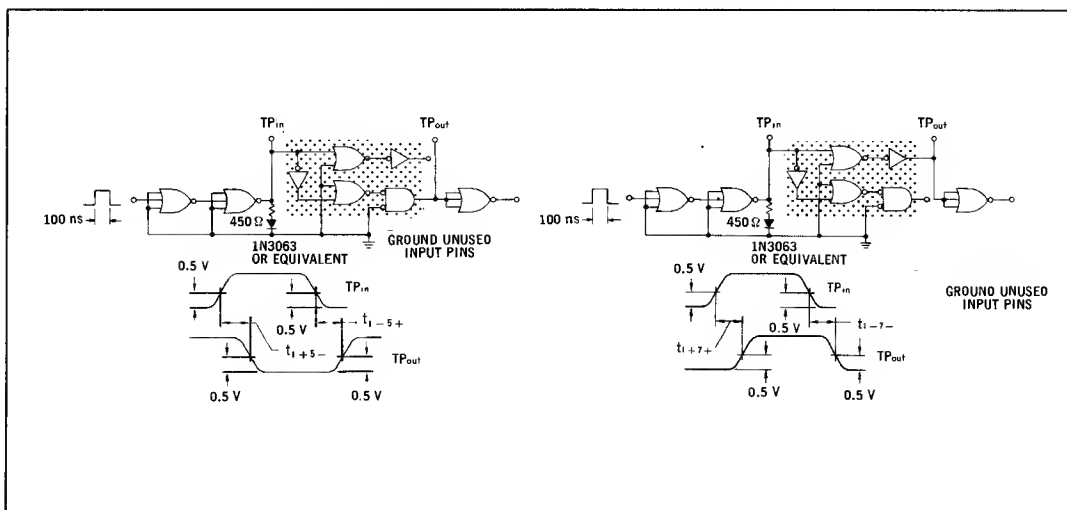 TPin
TPout
100 ns
450 Ω
1N3063
OR EQUIVALENT
GROUND UNUSED
INPUT PINS
0.5 V
TPin
0.5 V
t1-5+
t1+5-
TPout
0.5 V
0.5 V
TPin
TPout
100 ns
450 Ω
1N3063
OR EQUIVALENT
0.5 V
TPin
GROUND UNUSED
INPUT PINS
0.5 V
t1-7-
t1+7+
TPout
0.5 V
0.5 V